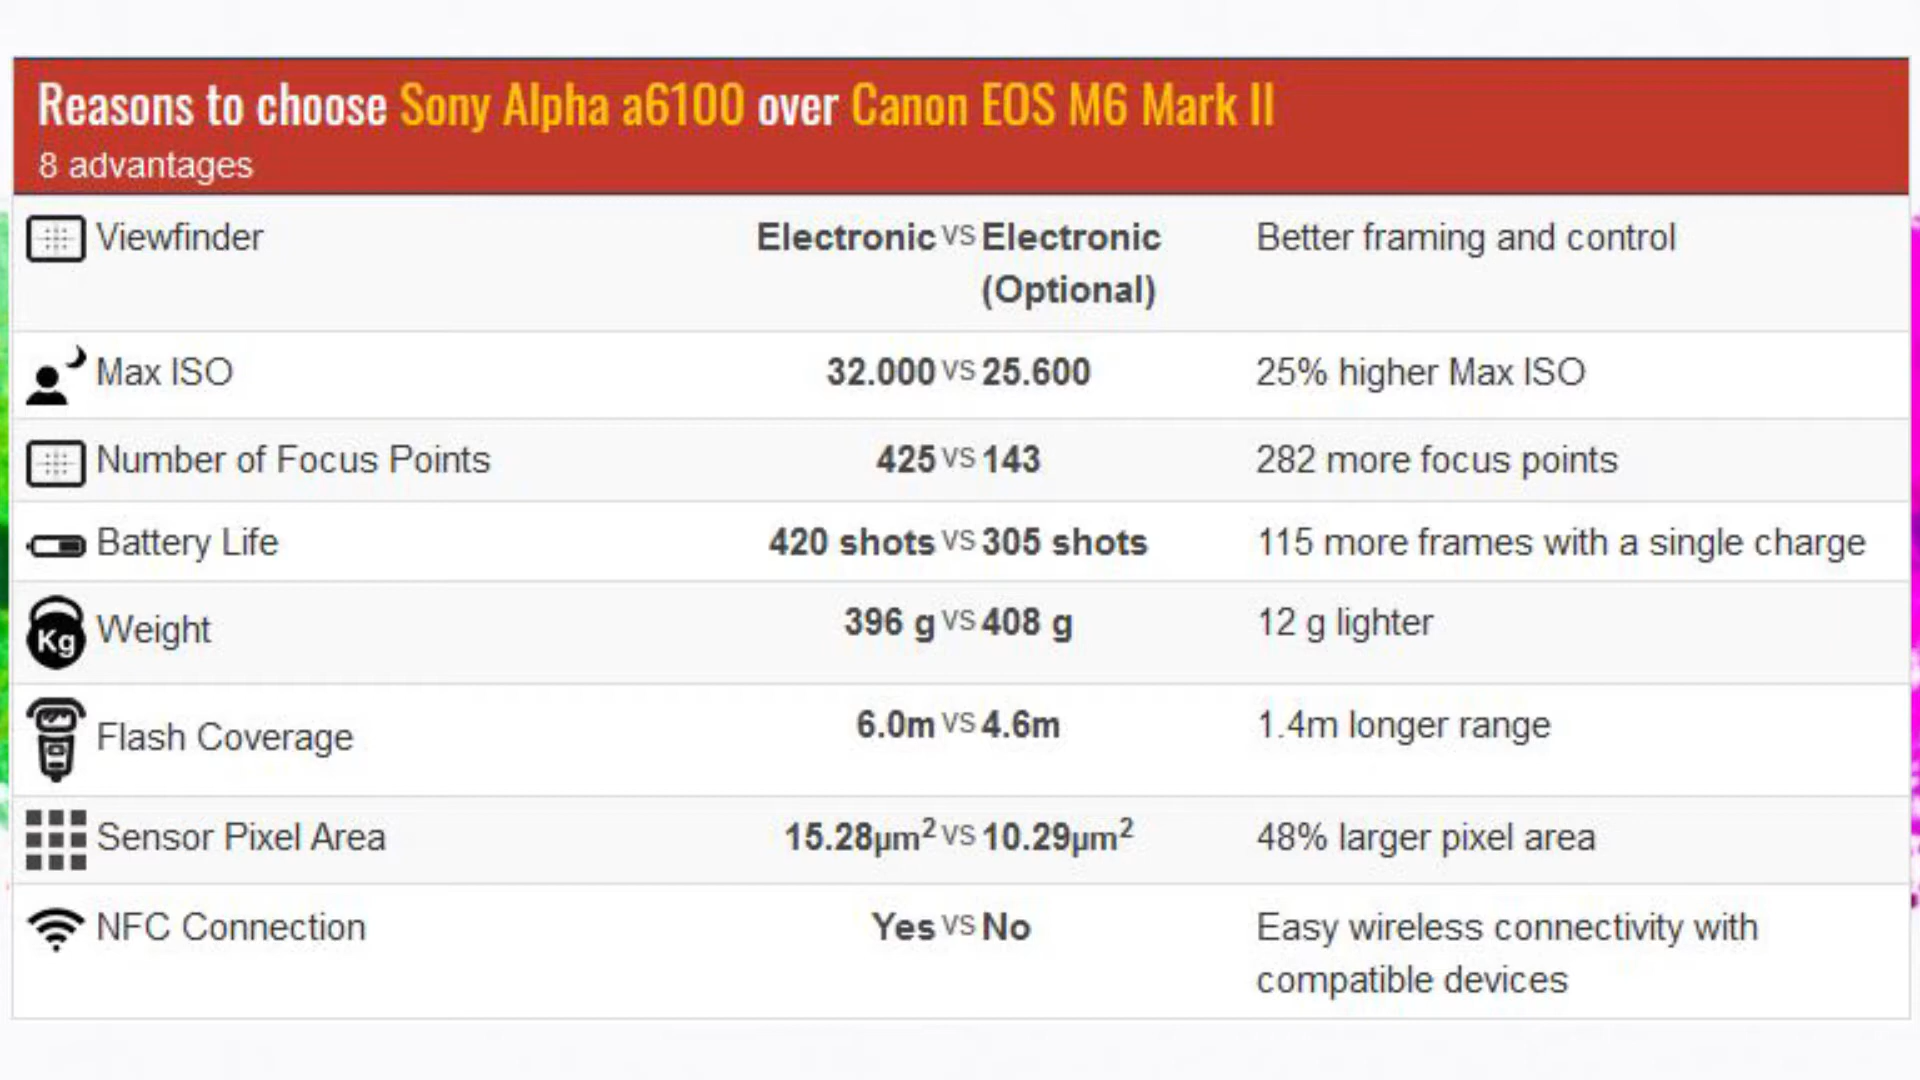 Reasons to choose Sony Alpha a6100 over Canon EOS M6 Mark II
8 advantages
Viewfinder Electronic VS Electronic (Optional) Better framing and control
Max ISO 32.000 VS 25.600 25% higher Max ISO
Number of Focus Points 425 VS 143 282 more focus points
Battery Life 420 shots VS 305 shots 115 more frames with a single charge
Kg Weight 396 g VS 408 g 12 g lighter
Flash Coverage 6.0m VS 4.6m 1.4m longer range
Sensor Pixel Area 15.28µm² VS 10.29µm² 48% larger pixel area
NFC Connection Yes VS No Easy wireless connectivity with
compatible devices